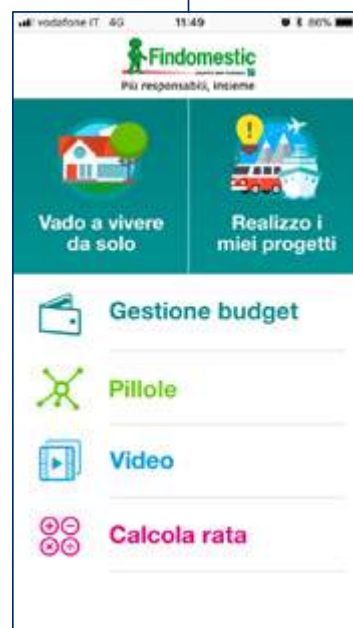 vodafone IT 4G 11:49 86%
Findomestic
Più responsabili, insieme
Vado a vivere
da solo
Realizzo i
miei progetti
Gestione budget
Pillole
Video
Calcola rata